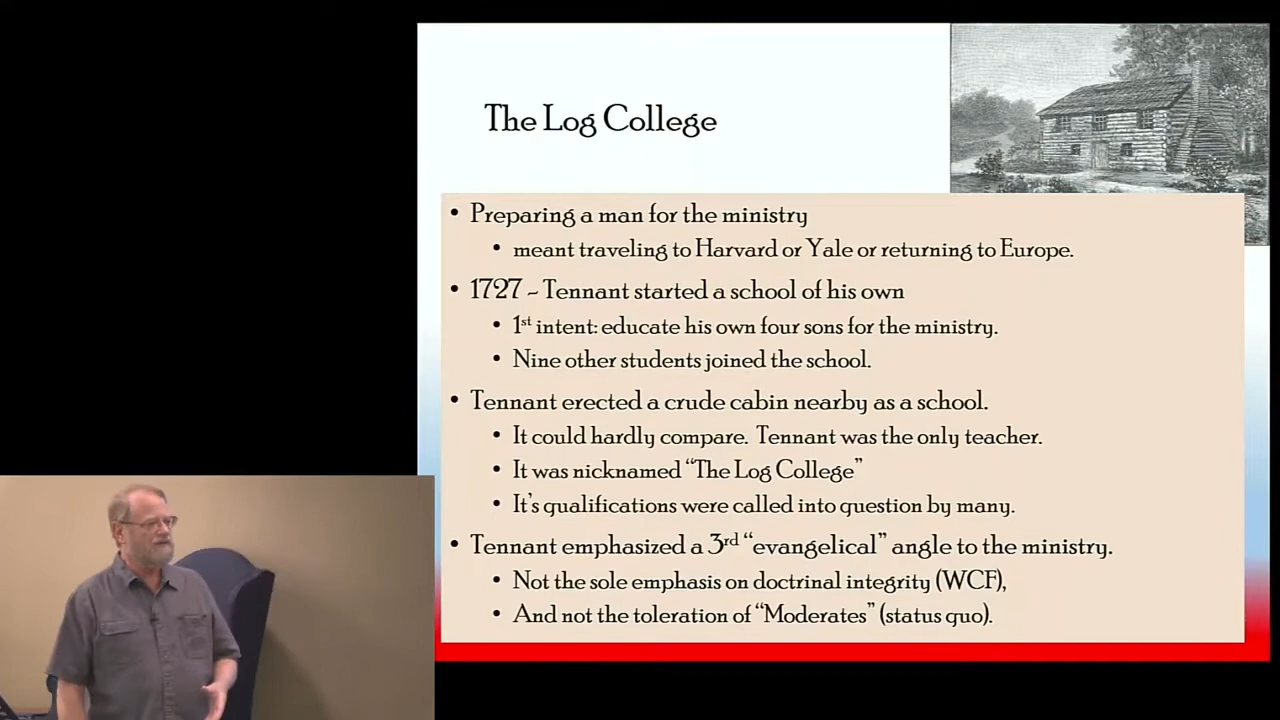 The Log College
• Preparing a man for the ministry
• meant traveling to Harvard or Yale or returning to Europe.
• 1727 ~ Tennant started a school of his own
• 1st intent: educate his own four sons for the ministry.
• Nine other students joined the school.
• Tennant erected a crude cabin nearby as a school.
• It could hardly compare. Tennant was the only teacher.
• It was nicknamed “The Log College”
• It’s qualifications were called into question by many.
• Tennant emphasized a 3rd “evangelical” angle to the ministry.
• Not the sole emphasis on doctrinal integrity (WCF),
• And not the toleration of “Moderates” (status quo).